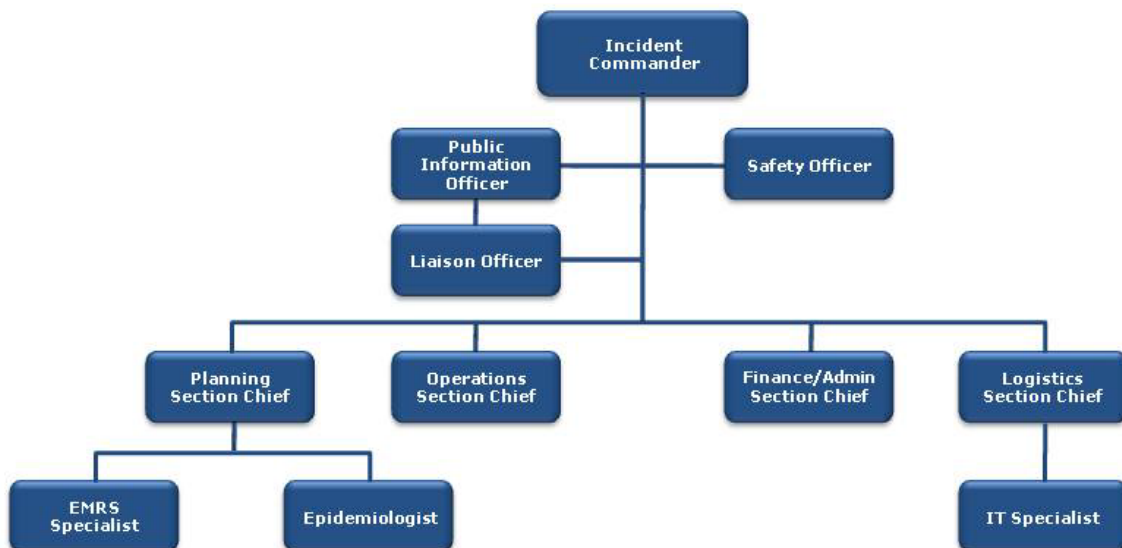 Incident
Commander
Public
Information
Officer
Safety Officer
Liaison Officer
Planning
Section Chief
Operations
Section Chief
Finance/Admin
Section Chief
Logistics
Section Chief
EMRS
Specialist
Epidemiologist
IT Specialist